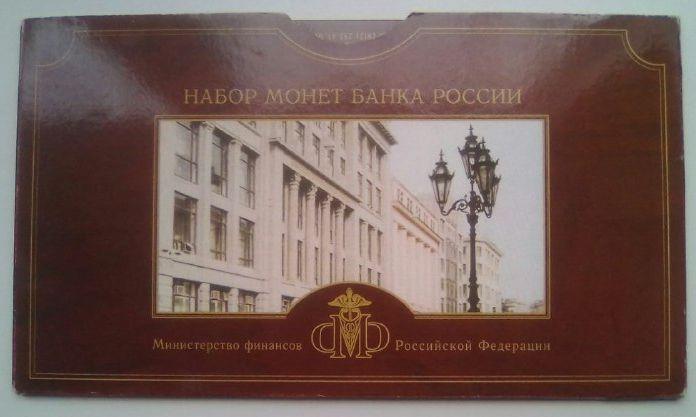 НАБОР МОНЕТ БАНКА РОССИИ
Министерство финансов Российской Федерации